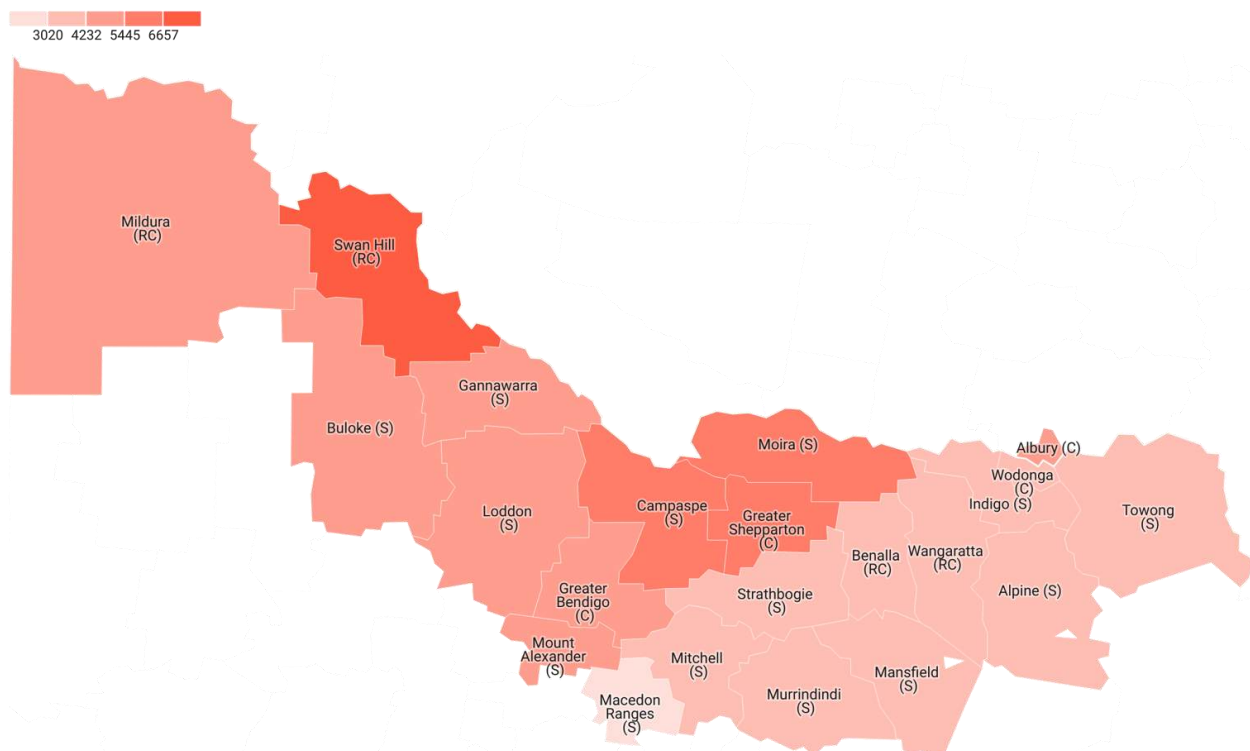 3020 4232 5445 6657
Mildura
(RC)
Swan Hill
(RC)
Gannawarra
(S)
Buloke (S)
Moira (S)
Albury (C)
Wodonga
(C)
Indigo (S)
Towong
(S)
Loddon
(S)
Campaspe
(S)
Greater
Shepparton
(C)
Benalla
(RC)
Wangaratta
(RC)
Alpine (S)
Greater
Bendigo
(C)
Strathbogie
(S)
Mount
Alexander
(S)
Mitchell
(S)
Mansfield
(S)
Murrindindi
(S)
Macedon
Ranges
(S)